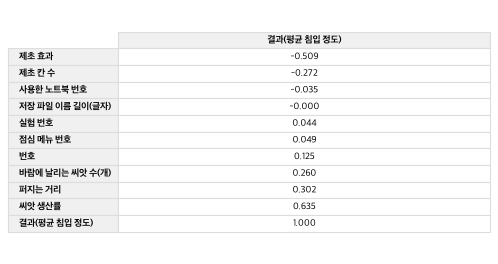 결과(평균 침입 정도)
제초 효과 -0.509
제초 칸 수 -0.272
사용한 노트북 번호 -0.035
저장 파일 이름 길이(글자) -0.000
실험 번호 0.044
점심 메뉴 번호 0.049
번호 0.125
바람에 날리는 씨앗 수(개) 0.260
퍼지는 거리 0.302
씨앗 생산률 0.635
결과(평균 침입 정도) 1.000